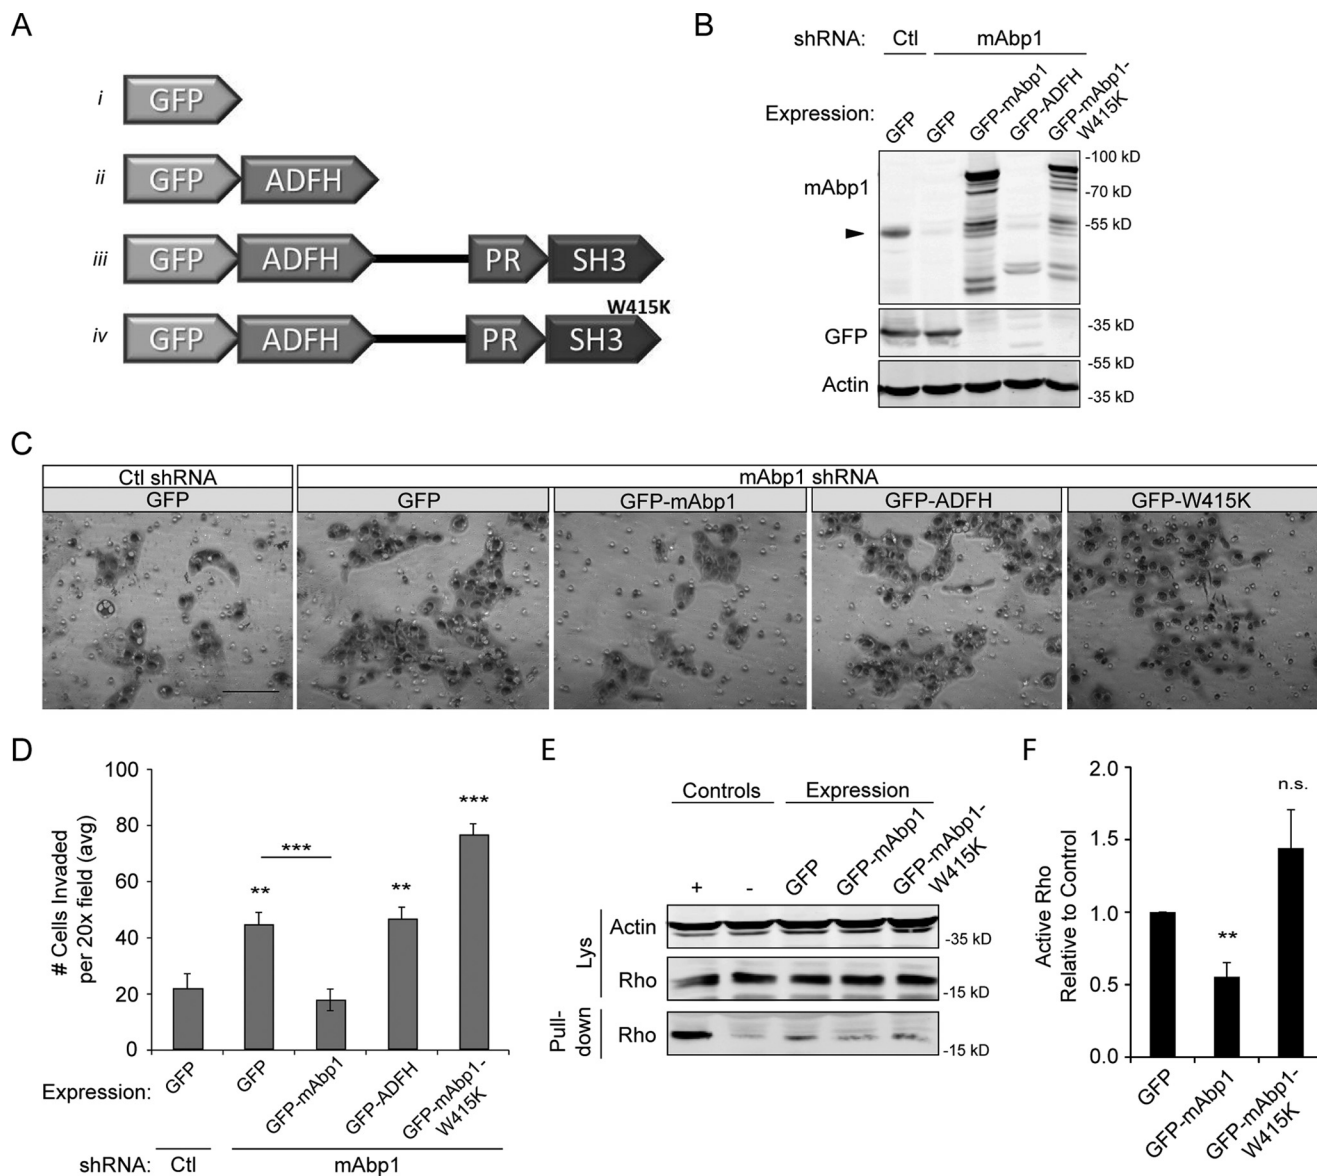 A
i GFP
ii GFP ADFH
iii GFP ADFH PR SH3
W415K
iv GFP ADFH PR SH3
B
shRNA: Ctl mAbp1
Expression: GFP GFP GFP-mAbp1 GFP-ADFH GFP-mAbp1-W415K
mAbp1
-100 kD
-70 kD
-55 kD
GFP
-35 kD
-55 kD
Actin
-35 kD
C
Ctl shRNA mAbp1 shRNA
GFP GFP GFP-mAbp1 GFP-ADFH GFP-W415K
D
# Cells Invaded
per 20x field (avg)
100
80
60
40
20
0
** *** ** ***
Expression: GFP GFP GFP-mAbp1 GFP-ADFH GFP-mAbp1-W415K
shRNA: Ctl mAbp1
E
Controls Expression
+ - GFP GFP-mAbp1 GFP-mAbp1-W415K
Lys
Actin -35 kD
Rho -15 kD
Pull-down
Rho -15 kD
F
Active Rho
Relative to Control
2.0
1.5
1.0
0.5
0.0
** n.s.
GFP GFP-mAbp1 GFP-mAbp1-W415K